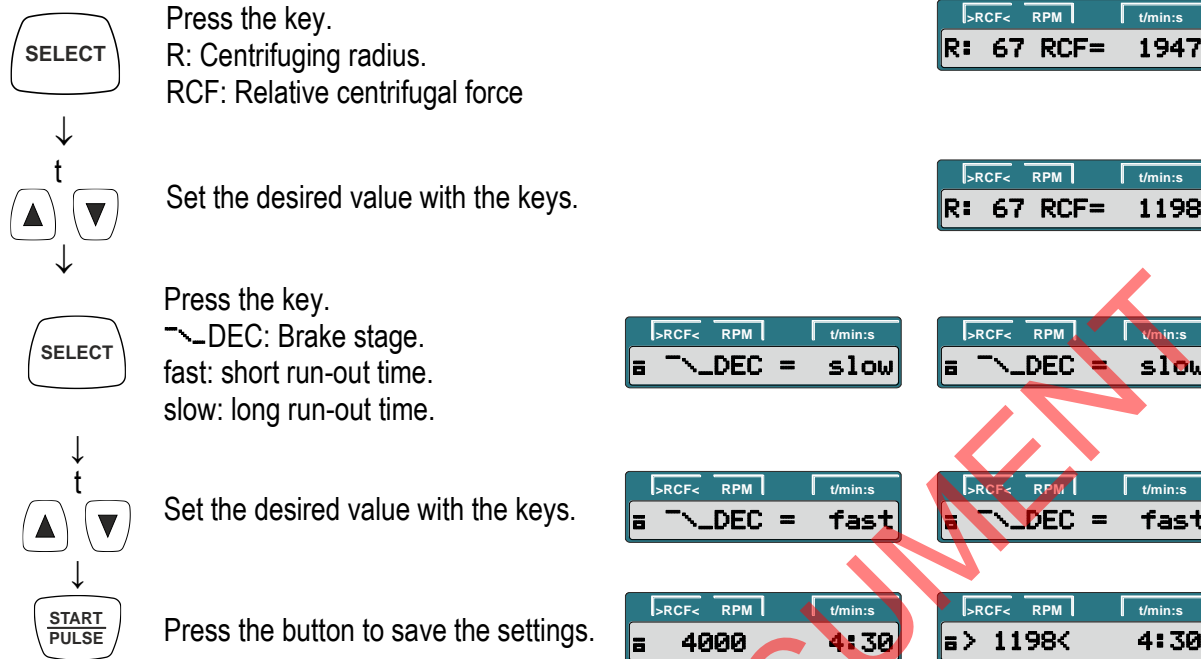 SELECT
Press the key.
R: Centrifuging radius.
RCF: Relative centrifugal force
>RCF< RPM t/min:s
R: 67 RCF= 1947
↓
t
▲ ▼
Set the desired value with the keys.
>RCF< RPM t/min:s
R: 67 RCF= 1198
↓
SELECT
Press the key.
DEC: Brake stage.
fast: short run-out time.
slow: long run-out time.
>RCF< RPM t/min:s
DEC = slow
>RCF< RPM t/min:s
DEC = slow
↓
t
▲ ▼
Set the desired value with the keys.
>RCF< RPM t/min:s
DEC = fast
>RCF< RPM t/min:s
DEC = fast
↓
START
PULSE
Press the button to save the settings.
>RCF< RPM t/min:s
4000 4:30
>RCF< RPM t/min:s
> 1198< 4:30
UMENT